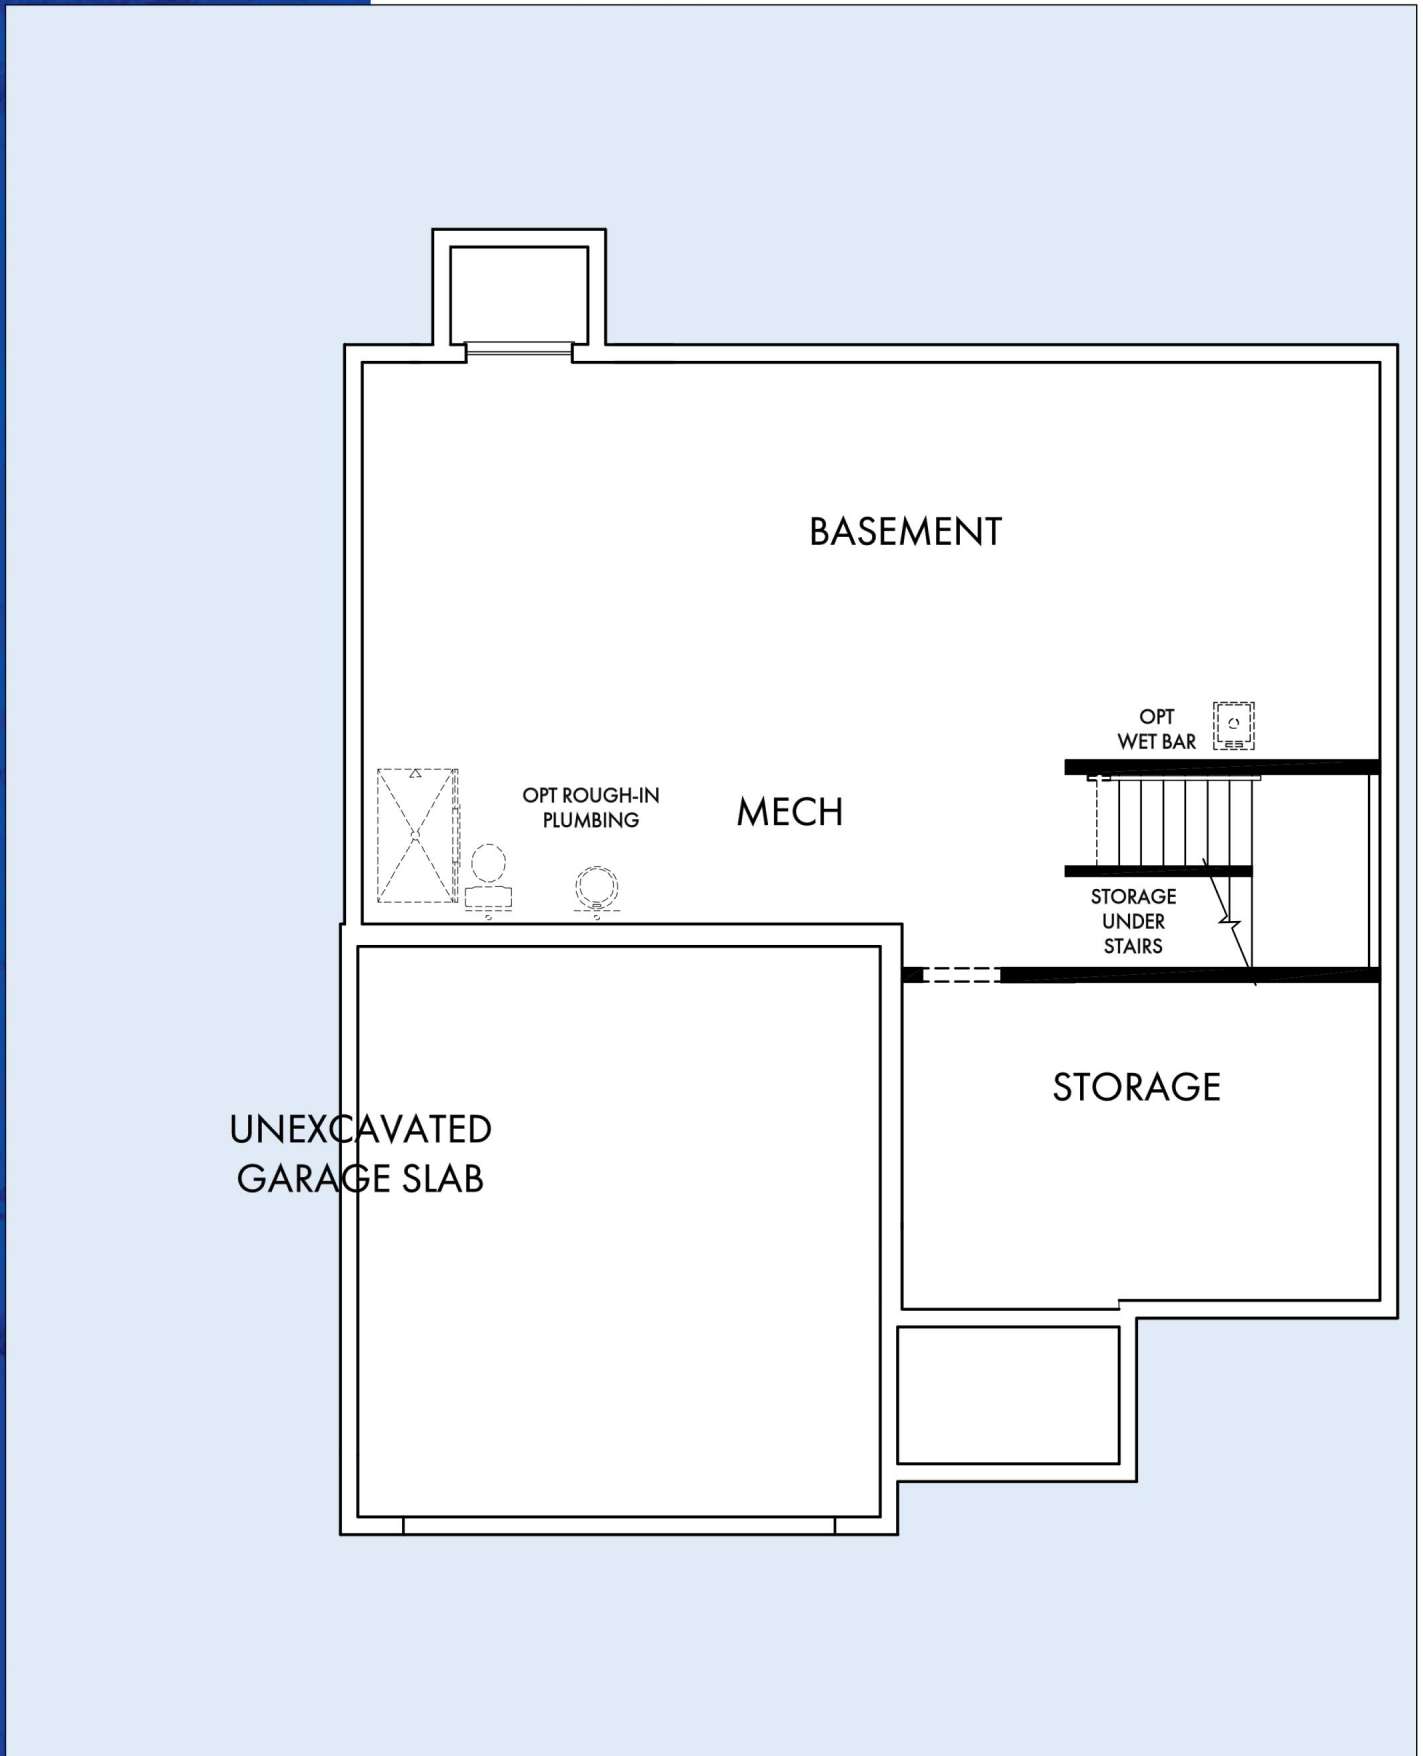 BASEMENT
OPT
WET BAR
OPT ROUGH-IN
PLUMBING
MECH
STORAGE
UNDER
STAIRS
STORAGE
UNEXCAVATED
GARAGE SLAB